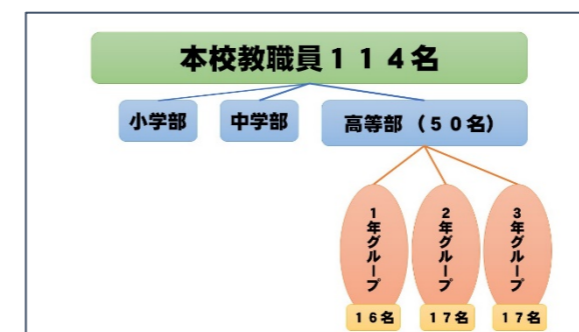 本校教職員１１４名
小学部
中学部
高等部（５０名）
1年グループ
2年グループ
3年グループ
１６名
１７名
１７名